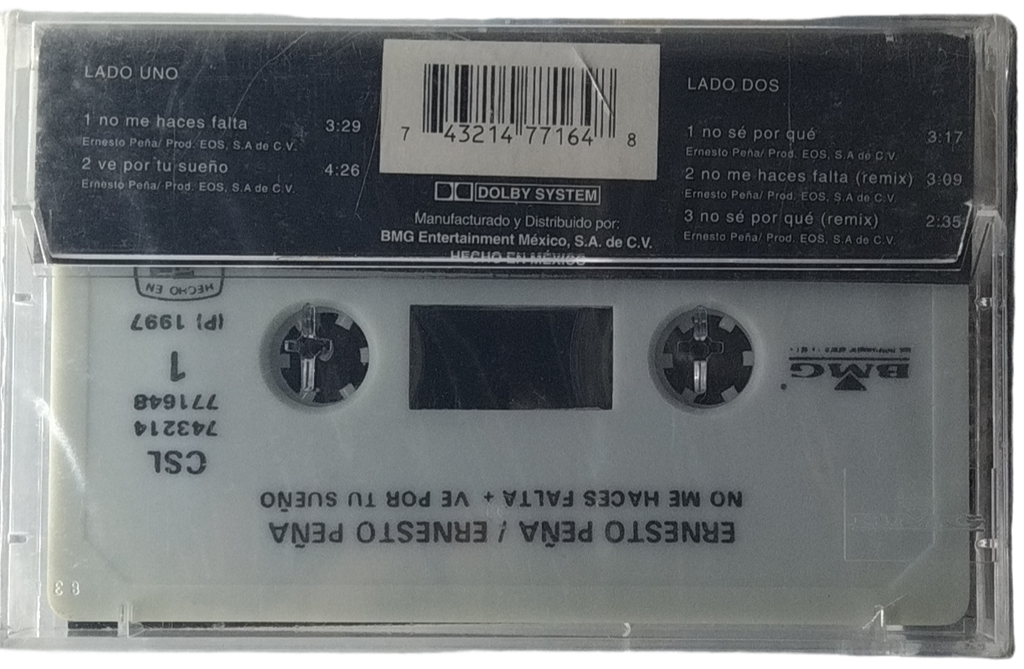 LADO UNO
1 no me haces falta 3:29
Ernesto Peña/ Prod. EOS, S.A de C.V.
2 ve por tu sueño 4:26
Ernesto Peña/ Prod. EOS, S.A de C.V.
7 43214 77164 8
DOLBY SYSTEM
Manufacturado y Distribuido por:
BMG Entertainment México, S.A. de C.V.
HECHO EN MÉXICO
LADO DOS
1 no sé por qué 3:17
Ernesto Peña/ Prod. EOS, S.A de C.V.
2 no me haces falta (remix) 3:09
Ernesto Peña/ Prod. EOS, S.A de C.V.
3 no sé por qué (remix) 2:35
Ernesto Peña/ Prod. EOS, S.A de C.V.
ERNESTO PEÑA / ERNESTO PEÑA
NO ME HACES FALTA + VE POR TU SUEÑO
CSL
743214
771648
1
(P) 1997
HECHO EN
BMG